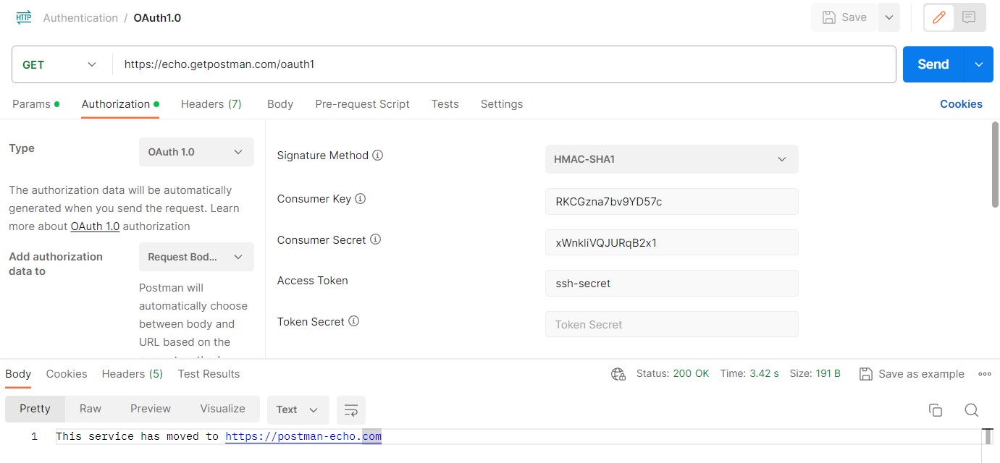 HTTP Authentication / OAuth1.0
Save
GET https://echo.getpostman.com/oauth1
Send
Params Authorization Headers (7) Body Pre-request Script Tests Settings Cookies
Type OAuth 1.0
The authorization data will be automatically
generated when you send the request. Learn
more about OAuth 1.0 authorization
Add authorization
data to
Request Bod...
Postman will
automatically choose
between body and
URL based on the
Signature Method HMAC-SHA1
Consumer Key RKCGzna7bv9YD57c
Consumer Secret xWnkliVQJURqB2x1
Access Token ssh-secret
Token Secret Token Secret
Body Cookies Headers (5) Test Results Status: 200 OK Time: 3.42 s Size: 191 B Save as example
Pretty Raw Preview Visualize Text
1 This service has moved to https://postman-echo.com